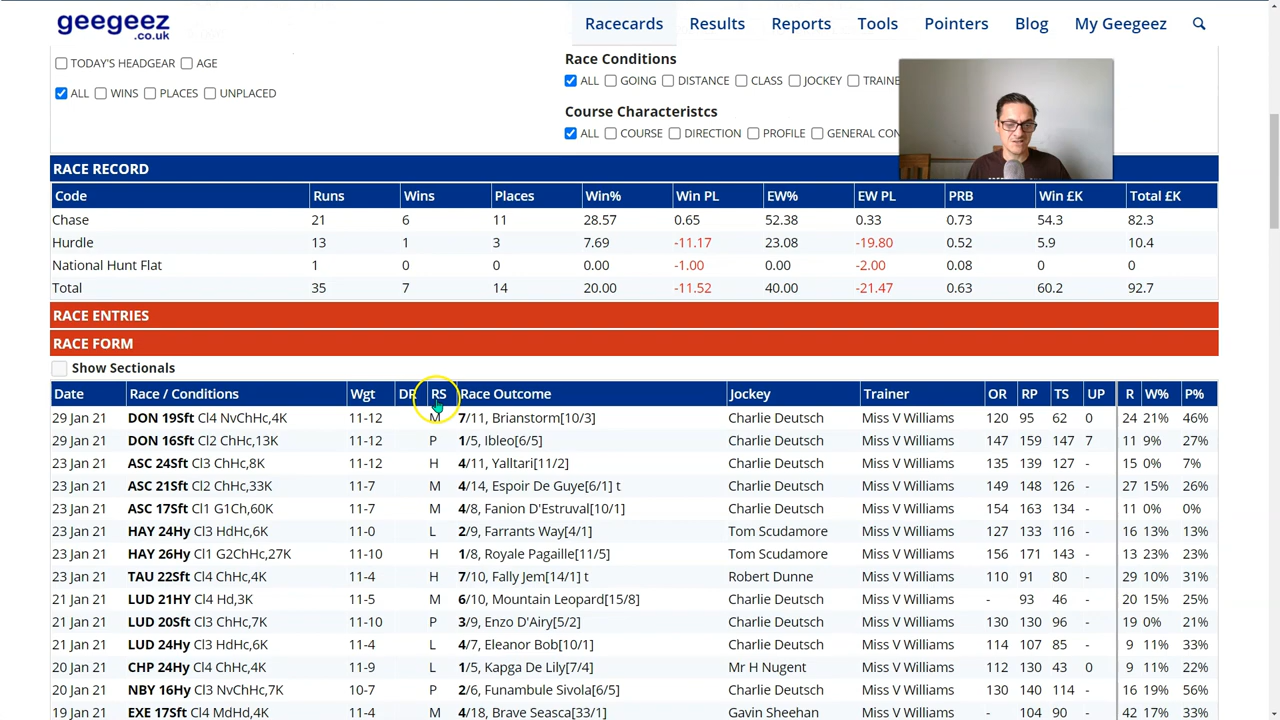 geegeez
.co.uk
Racecards Results Reports Tools Pointers Blog My Geegeez
TODAY'S HEADGEAR AGE
ALL WINS PLACES UNPLACED
Race Conditions
ALL GOING DISTANCE CLASS JOCKEY
Course Characteristcs
ALL COURSE DIRECTION PROFILE GENERAL
RACE RECORD
Code Runs Wins Places Win% Win PL EW% EW PL PRB Win £K Total £K
Chase 21 6 11 28.57 0.65 52.38 0.33 0.73 54.3 82.3
Hurdle 13 1 3 7.69 -11.17 23.08 -19.80 0.52 5.9 10.4
National Hunt Flat 1 0 0 0.00 -1.00 0.00 -2.00 0.08 0 0
Total 35 7 14 20.00 -11.52 40.00 -21.47 0.63 60.2 92.7
RACE ENTRIES
RACE FORM
Show Sectionals
Date Race / Conditions Wgt DR RS Race Outcome Jockey Trainer OR RP TS UP R W% P%
29 Jan 21 DON 19Sft Cl4 NvChHc,4K 11-12 M 7/11, Brianstorm[10/3] Charlie Deutsch Miss V Williams 120 95 62 0 24 21% 46%
29 Jan 21 DON 16Sft Cl2 ChHc,13K 11-12 P 1/5, Ibleo[6/5] Charlie Deutsch Miss V Williams 147 159 147 7 11 9% 27%
23 Jan 21 ASC 24Sft Cl3 ChHc,8K 11-12 H 4/11, Yalltari[11/2] Charlie Deutsch Miss V Williams 135 139 127 - 15 0% 7%
23 Jan 21 ASC 21Sft Cl2 ChHc,33K 11-7 M 4/14, Espoir De Guye[6/1] t Charlie Deutsch Miss V Williams 149 148 126 - 27 15% 26%
23 Jan 21 ASC 17Sft Cl1 G1Ch,60K 11-7 M 4/8, Fanion D'Estruval[10/1] Charlie Deutsch Miss V Williams 154 163 134 - 11 0% 0%
23 Jan 21 HAY 24Hy Cl3 HdHc,6K 11-0 L 2/9, Farrants Way[4/1] Tom Scudamore Miss V Williams 127 133 116 - 16 13% 13%
23 Jan 21 HAY 26Hy Cl1 G2ChHc,27K 11-10 H 1/8, Royale Pagaille[11/5] Tom Scudamore Miss V Williams 156 171 143 - 13 23% 23%
23 Jan 21 TAU 22Sft Cl4 ChHc,4K 11-4 H 7/10, Fally Jem[14/1] t Robert Dunne Miss V Williams 110 91 80 - 29 10% 31%
21 Jan 21 LUD 21HY Cl4 Hd,3K 11-5 M 6/10, Mountain Leopard[15/8] Charlie Deutsch Miss V Williams - 93 46 - 20 15% 25%
21 Jan 21 LUD 20Sft Cl3 ChHc,7K 11-10 P 3/9, Enzo D'Airy[5/2] Charlie Deutsch Miss V Williams 130 130 96 - 19 0% 21%
21 Jan 21 LUD 24Hy Cl3 HdHc,6K 11-4 L 4/7, Eleanor Bob[10/1] Charlie Deutsch Miss V Williams 114 107 85 - 9 11% 33%
20 Jan 21 CHP 24Hy Cl4 ChHc,4K 11-9 L 1/5, Kapga De Lily[7/4] Mr H Nugent Miss V Williams 112 130 43 0 9 11% 22%
20 Jan 21 NBY 16Hy Cl3 NvChHc,7K 10-7 P 2/6, Funambule Sivola[6/5] Charlie Deutsch Miss V Williams 130 140 114 - 16 19% 56%
19 Jan 21 EXE 17Sft Cl4 MdHd,4K 11-4 M 4/18, Brave Seasca[33/1] Gavin Sheehan Miss V Williams - 104 90 - 42 17% 33%